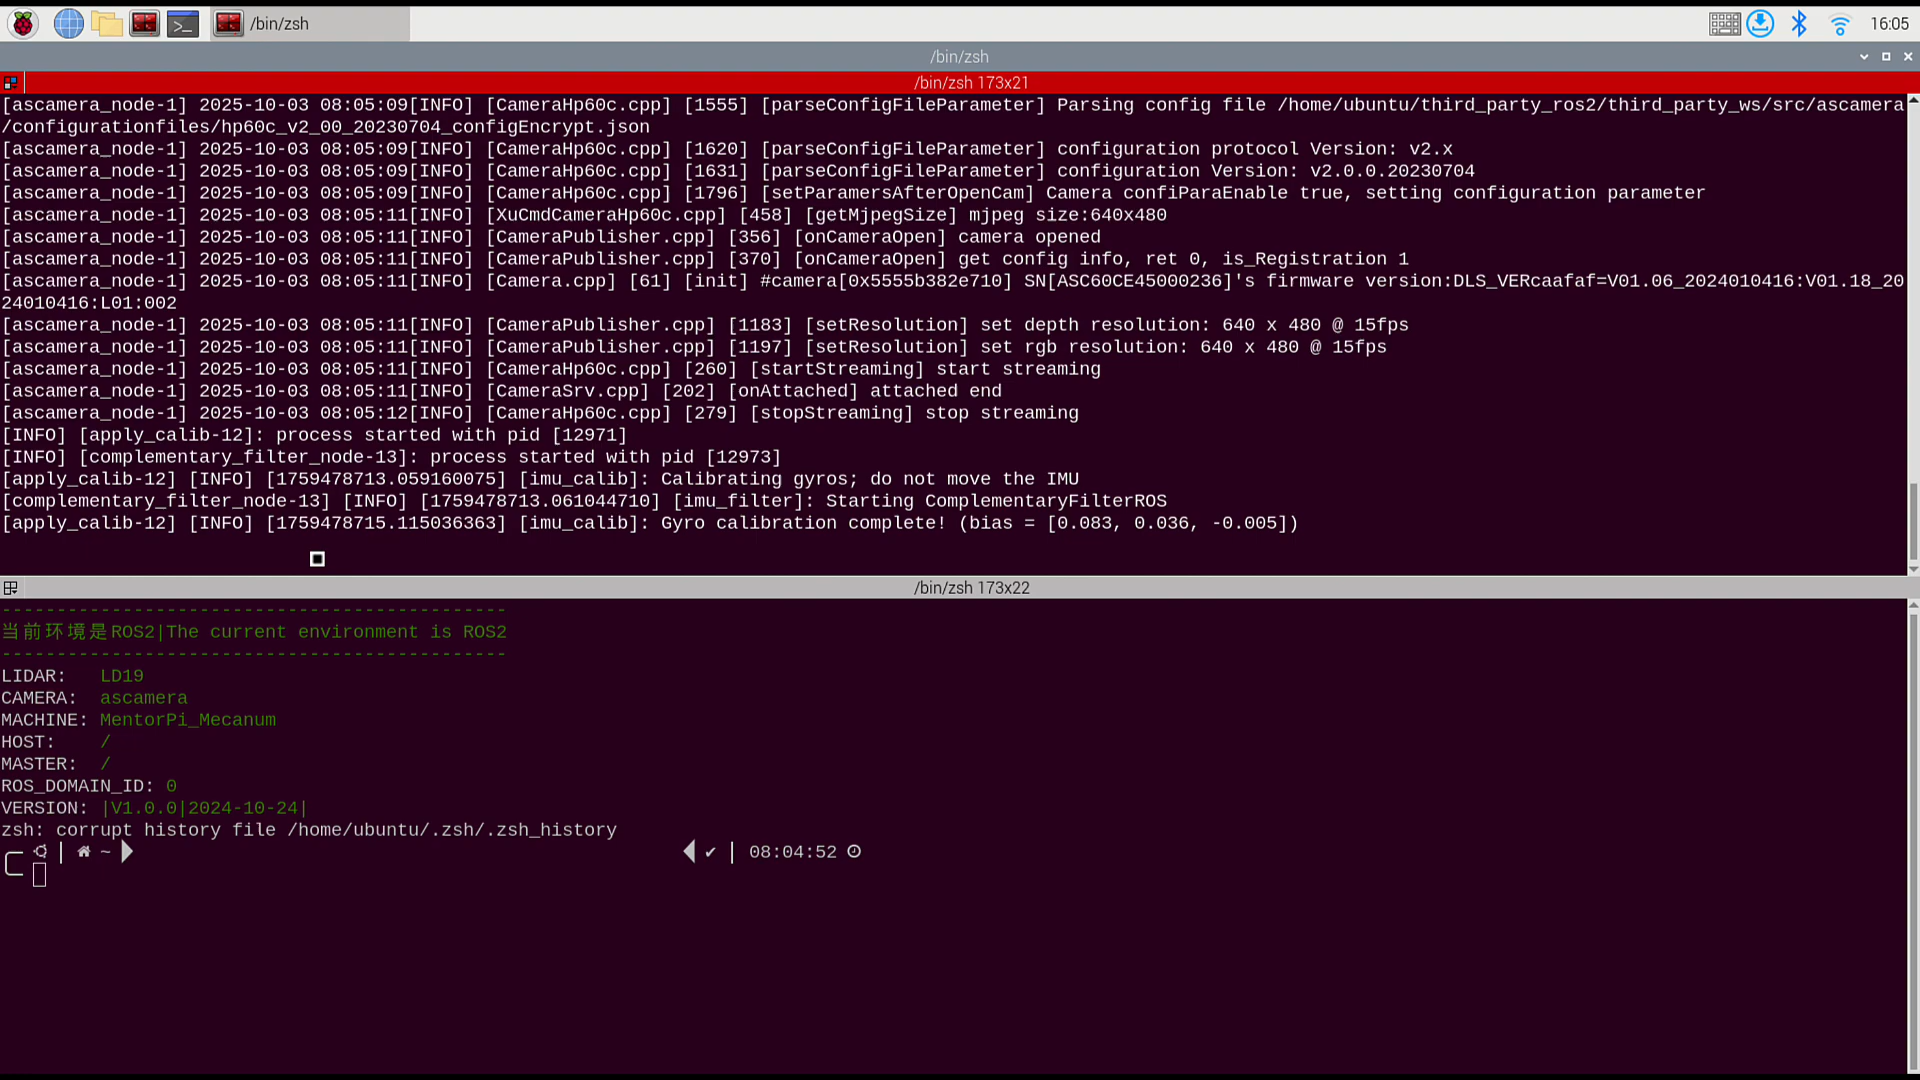 /bin/zsh
16:05
/bin/zsh
/bin/zsh 173x21
[ascamera_node-1] 2025-10-03 08:05:09[INFO] [CameraHp60c.cpp] [1555] [parseConfigFileParameter] Parsing config file /home/ubuntu/third_party_ros2/third_party_ws/src/ascamera
/configurationfiles/hp60c_v2_00_20230704_configEncrypt.json
[ascamera_node-1] 2025-10-03 08:05:09[INFO] [CameraHp60c.cpp] [1620] [parseConfigFileParameter] configuration protocol Version: v2.x
[ascamera_node-1] 2025-10-03 08:05:09[INFO] [CameraHp60c.cpp] [1631] [parseConfigFileParameter] configuration Version: v2.0.0.20230704
[ascamera_node-1] 2025-10-03 08:05:09[INFO] [CameraHp60c.cpp] [1796] [setParamersAfterOpenCam] Camera confiParaEnable true, setting configuration parameter
[ascamera_node-1] 2025-10-03 08:05:11[INFO] [XuCmdCameraHp60c.cpp] [458] [getMjpegSize] mjpeg size:640x480
[ascamera_node-1] 2025-10-03 08:05:11[INFO] [CameraPublisher.cpp] [356] [onCameraOpen] camera opened
[ascamera_node-1] 2025-10-03 08:05:11[INFO] [CameraPublisher.cpp] [370] [onCameraOpen] get config info, ret 0, is_Registration 1
[ascamera_node-1] 2025-10-03 08:05:11[INFO] [Camera.cpp] [61] [init] #camera[0x5555b382e710] SN[ASC60CE45000236]'s firmware version:DLS_VERcaafaf=V01.06_2024010416:V01.18_20
24010416:L01:002
[ascamera_node-1] 2025-10-03 08:05:11[INFO] [CameraPublisher.cpp] [1183] [setResolution] set depth resolution: 640 x 480 @ 15fps
[ascamera_node-1] 2025-10-03 08:05:11[INFO] [CameraPublisher.cpp] [1197] [setResolution] set rgb resolution: 640 x 480 @ 15fps
[ascamera_node-1] 2025-10-03 08:05:11[INFO] [CameraHp60c.cpp] [260] [startStreaming] start streaming
[ascamera_node-1] 2025-10-03 08:05:11[INFO] [CameraSrv.cpp] [202] [onAttached] attached end
[ascamera_node-1] 2025-10-03 08:05:12[INFO] [CameraHp60c.cpp] [279] [stopStreaming] stop streaming
[INFO] [apply_calib-12]: process started with pid [12971]
[INFO] [complementary_filter_node-13]: process started with pid [12973]
[apply_calib-12] [INFO] [1759478713.059160075] [imu_calib]: Calibrating gyros; do not move the IMU
[complementary_filter_node-13] [INFO] [1759478713.061044710] [imu_filter]: Starting ComplementaryFilterROS
[apply_calib-12] [INFO] [1759478715.115036363] [imu_calib]: Gyro calibration complete! (bias = [0.083, 0.036, -0.005])
/bin/zsh 173x22
----------------------------------------------
当前环境是ROS2|The current environment is ROS2
----------------------------------------------
LIDAR: LD19
CAMERA: ascamera
MACHINE: MentorPi_Mecanum
HOST: /
MASTER: /
ROS_DOMAIN_ID: 0
VERSION: |V1.0.0|2024-10-24|
zsh: corrupt history file /home/ubuntu/.zsh/.zsh_history
| ~ ✔ | 08:04:52